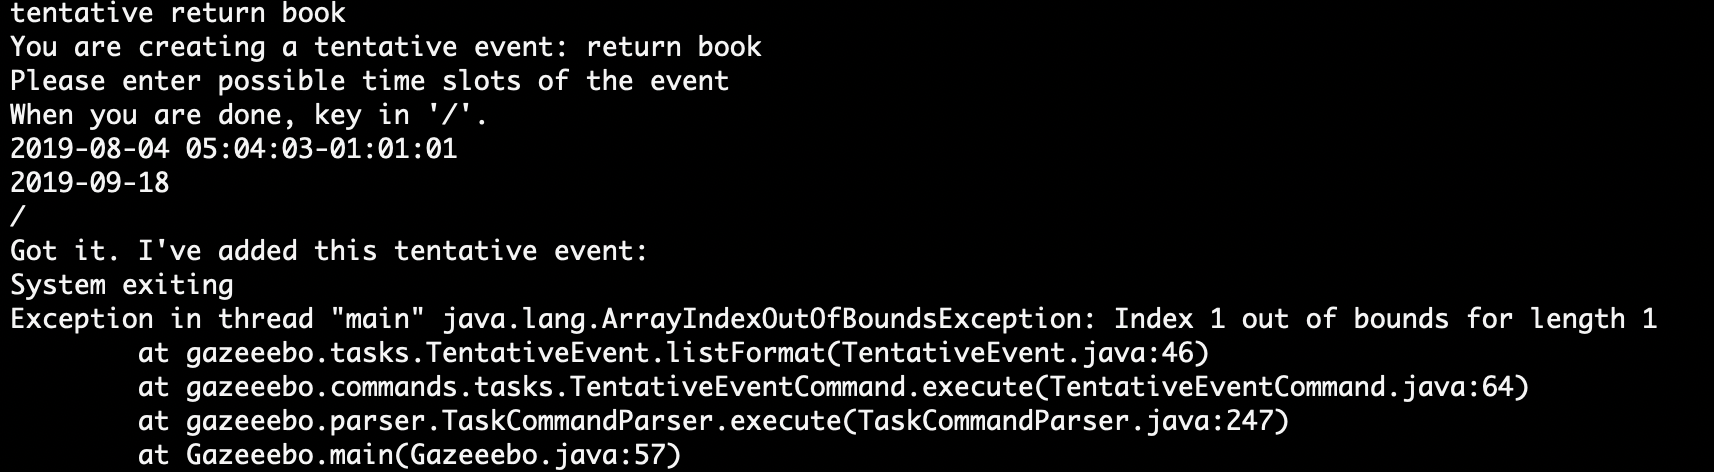 tentative return book
You are creating a tentative event: return book
Please enter possible time slots of the event
When you are done, key in '/'.
2019-08-04 05:04:03-01:01:01
2019-09-18
/
Got it. I've added this tentative event:
System exiting
Exception in thread "main" java.lang.ArrayIndexOutOfBoundsException: Index 1 out of bounds for length 1
        at gazeeebo.tasks.TentativeEvent.listFormat(TentativeEvent.java:46)
        at gazeeebo.commands.tasks.TentativeEventCommand.execute(TentativeEventCommand.java:64)
        at gazeeebo.parser.TaskCommandParser.execute(TaskCommandParser.java:247)
        at Gazeeebo.main(Gazeeebo.java:57)